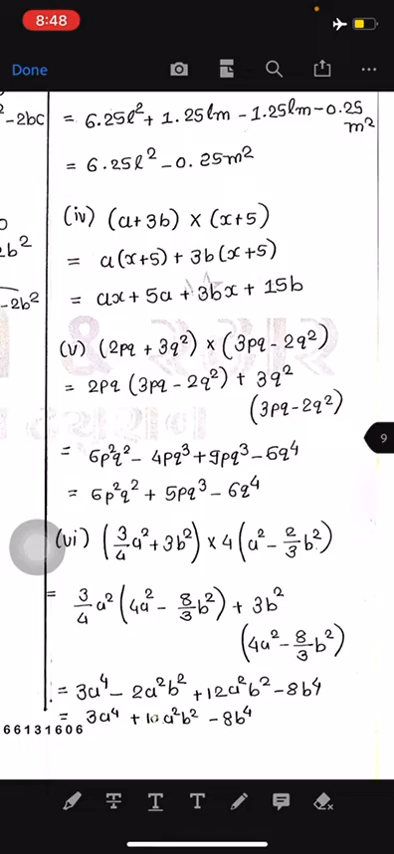 8:48
Done
-2bc
= 6.25l² + 1.25lm - 1.25lm - 0.25
m²
= 6.25l² - 0.25m²
(iv) (a+3b) × (x+5)
2b²
= a(x+5) + 3b(x+5)
-2b²
= ax + 5a + 3bx + 15b
(v) (2pq + 3q²) × (3pq - 2q²)
= 2pq (3pq - 2q²) + 3q²
(3pq - 2q²)
9
= 6p²q² - 4pq³ + 9pq³ - 6q⁴
= 6p²q² + 5pq³ - 6q⁴
(vi) (3/4 a² + 3b²) × 4(a² - 2/3 b²)
= 3/4 a² (4a² - 8/3 b²) + 3b²
(4a² - 8/3 b²)
= 3a⁴ - 2a²b² + 12a²b² - 8b⁴
= 3a⁴ + 10a²b² - 8b⁴
66131606